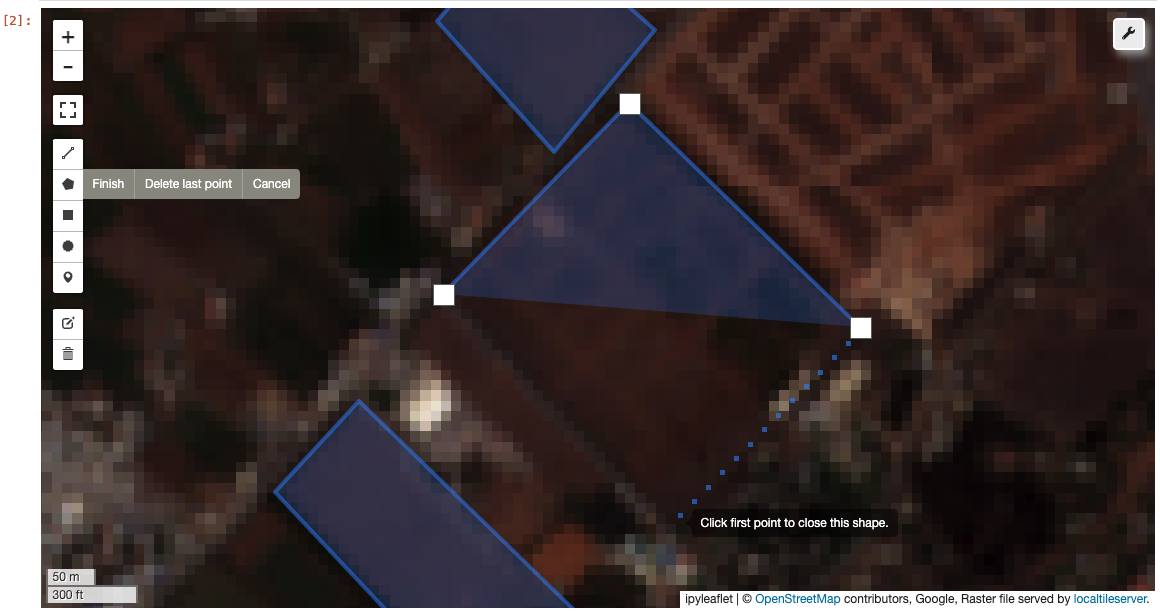 [2]:
+
−
Finish Delete last point Cancel
Click first point to close this shape.
50 m
300 ft
ipyleaflet | © OpenStreetMap contributors, Google, Raster file served by localtileserver.